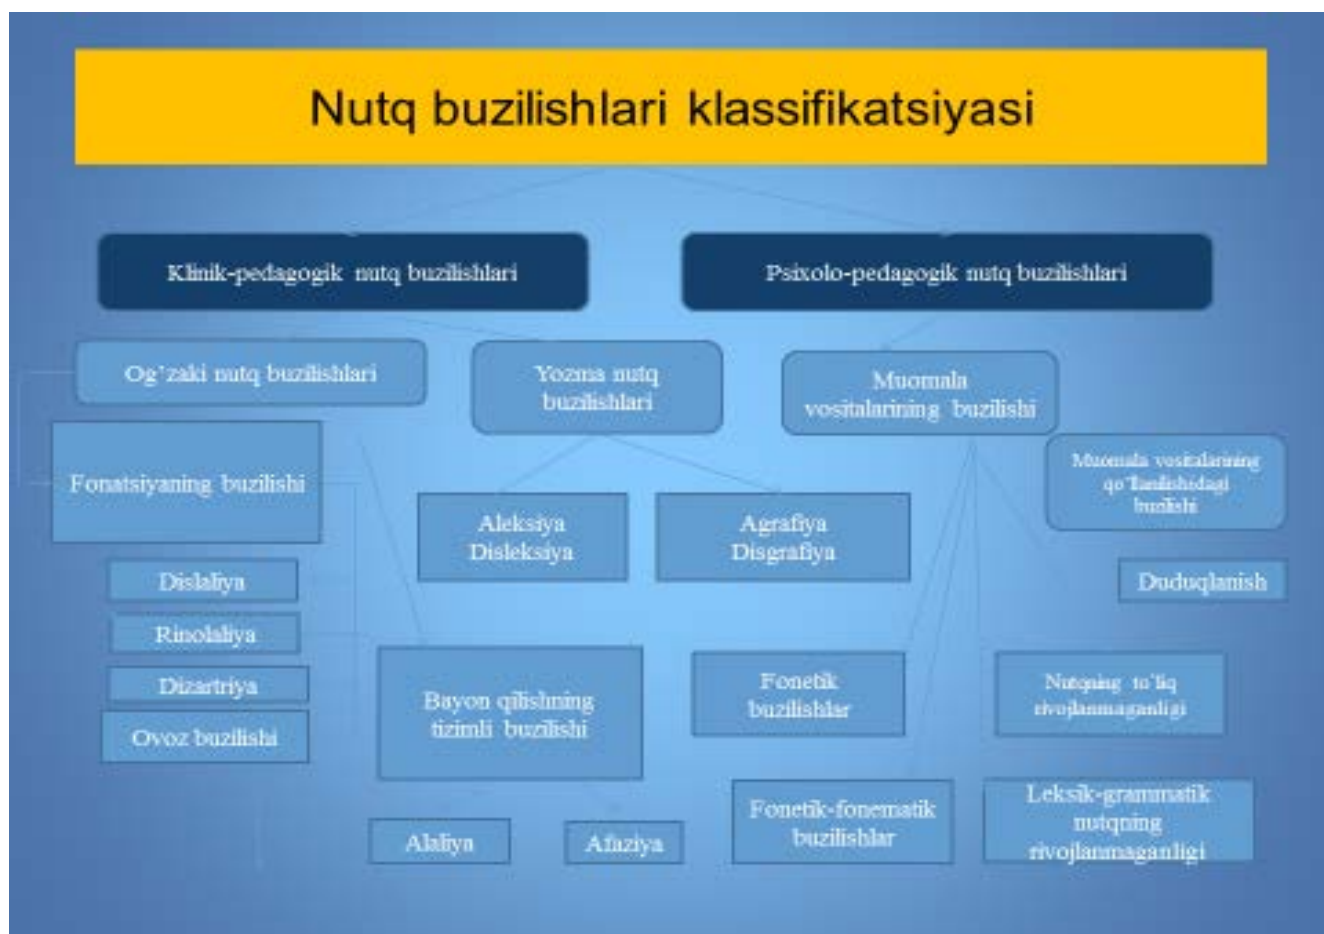 Nutq buzilishlari klassifikatsiyasi
Klinik-pedagogik nutq buzilishlari
Psixolo-pedagogik nutq buzilishlari
Og’zaki nutq buzilishlari
Yozma nutq
buzilishlari
Muomala
vositalarining buzilishi
Muomala vositalarining
qo’llanilishidagi
buzilishi
Fonatsiyaning buzilishi
Aleksiya
Disleksiya
Agrafiya
Disgrafiya
Duduqlanish
Dislaliya
Rinolaliya
Dizartriya
Ovoz buzilishi
Bayon qilishning
tizimli buzilishi
Fonetik
buzilishlar
Nutqning to’liq
rivojlanmaganligi
Alaliya
Afaziya
Fonetik-fonematik
buzilishlar
Leksik-grammatik
nutqning
rivojlanmaganligi